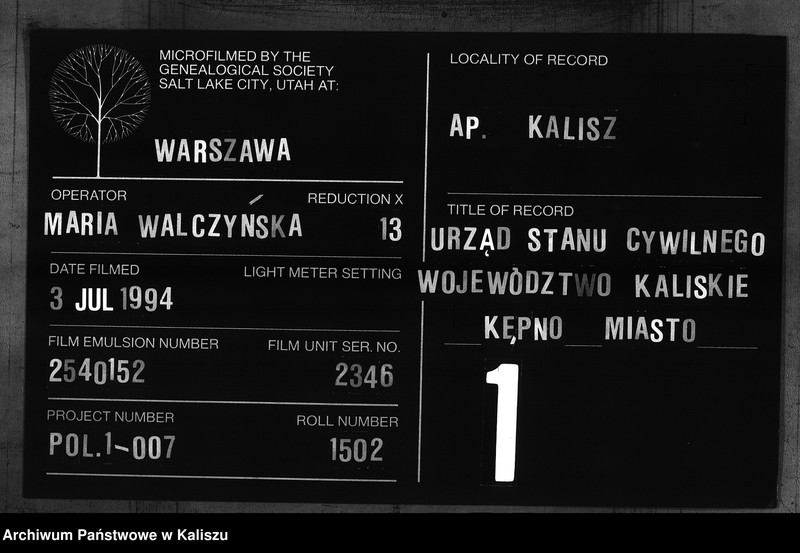 MICROFILMED BY THE
GENEALOGICAL SOCIETY
SALT LAKE CITY, UTAH AT:
WARSZAWA
OPERATOR REDUCTION X
MARIA WALCZYŃSKA 13
DATE FILMED LIGHT METER SETTING
3 JUL 1994
FILM EMULSION NUMBER FILM UNIT SER. NO.
2540152 2346
PROJECT NUMBER ROLL NUMBER
POL.1-007 1502
LOCALITY OF RECORD
AP. KALISZ
TITLE OF RECORD
URZĄD STANU CYWILNEGO
WOJEWÒDZTWO KALISKIE
KĘPNO MIASTO
1
Archiwum Państwowe w Kaliszu